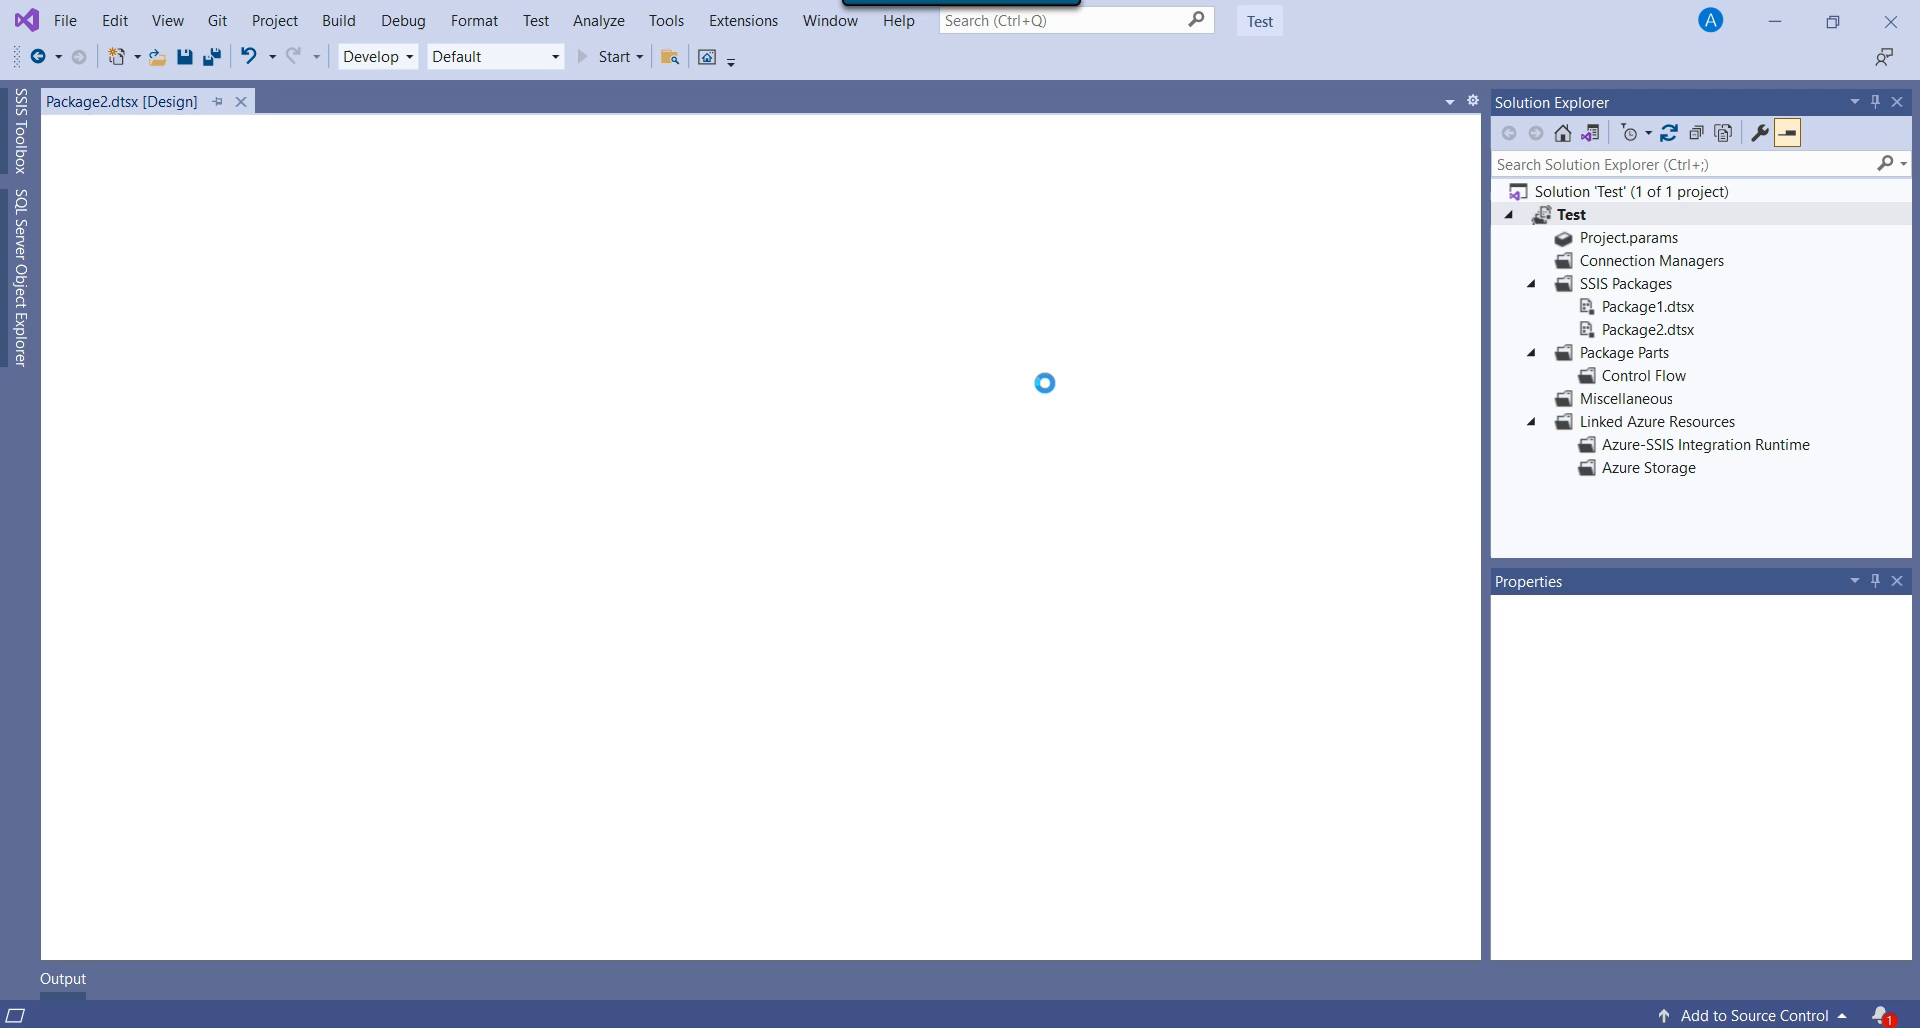 File Edit View Git Project Build Debug Format Test Analyze Tools Extensions Window Help Search (Ctrl+Q) Test A
Develop Default Start
SSIS Toolbox
SQL Server Object Explorer
Package2.dtsx [Design]
Solution Explorer
Search Solution Explorer (Ctrl+;)
Solution 'Test' (1 of 1 project)
Test
Project.params
Connection Managers
SSIS Packages
Package1.dtsx
Package2.dtsx
Package Parts
Control Flow
Miscellaneous
Linked Azure Resources
Azure-SSIS Integration Runtime
Azure Storage
Properties
Output
Add to Source Control 1